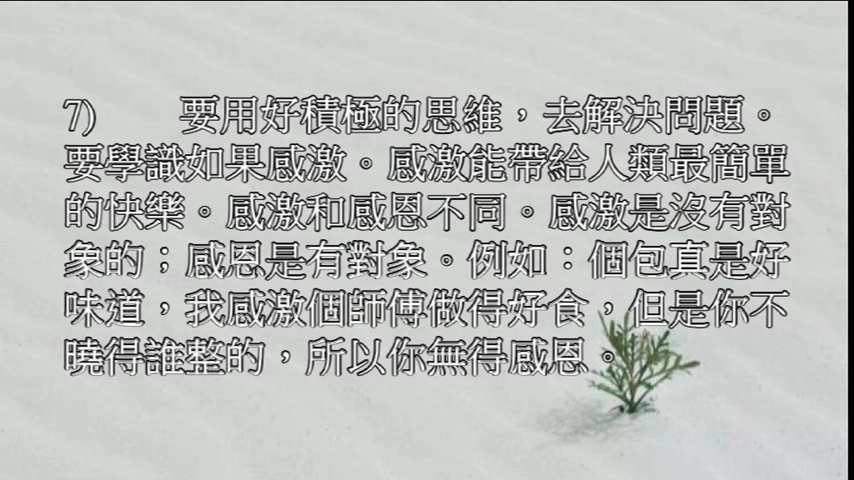 7) 要用好積極的思維，去解決問題。
要學識如果感激。感激能帶給人類最簡單
的快樂。感激和感恩不同。感激是沒有對
象的；感恩是有對象。例如：個包真是好
味道，我感激個師傅做得好食，但是你不
曉得誰整的，所以你無得感恩。